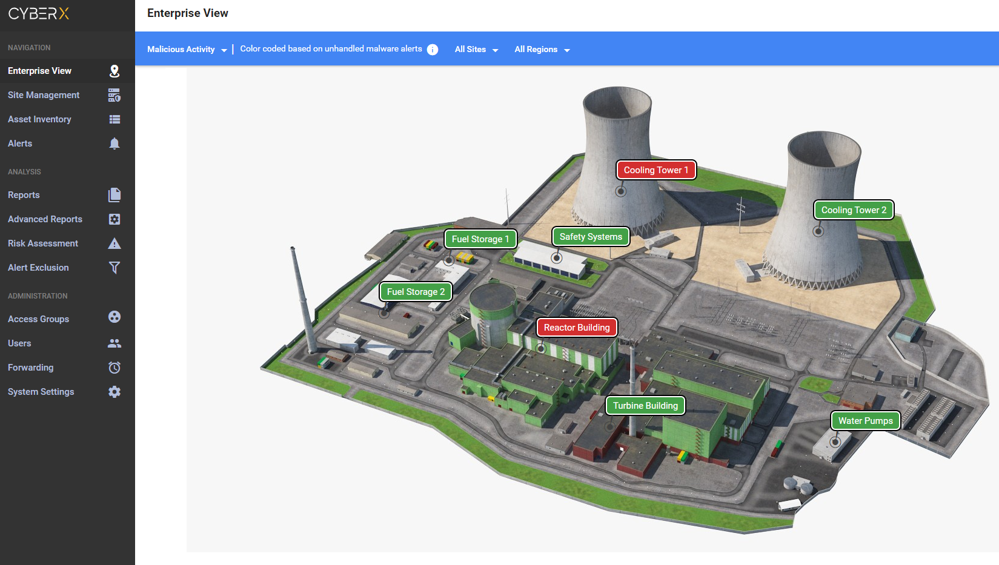 CYBERX
Enterprise View
NAVIGATION
Enterprise View
Site Management
Asset Inventory
Alerts
ANALYSIS
Reports
Advanced Reports
Risk Assessment
Alert Exclusion
ADMINISTRATION
Access Groups
Users
Forwarding
System Settings
Malicious Activity | Color coded based on unhandled malware alerts i All Sites All Regions
Cooling Tower 1
Cooling Tower 2
Fuel Storage 1
Safety Systems
Fuel Storage 2
Reactor Building
Turbine Building
Water Pumps